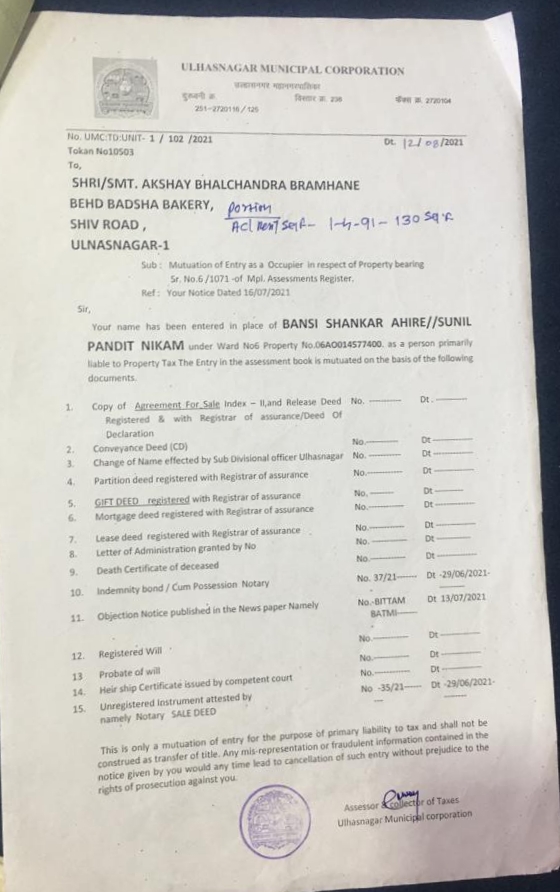 ULHASNAGAR MUNICIPAL CORPORATION
उल्हासनगर महानगरपालिका
दुरुध्वनी क्र. विस्तार क्र. 236 फॅक्स क्र. 2720104
251-2720116 / 125
No. UMC:TD:UNIT- 1 / 102 /2021 Dt. 12/08/2021
Tokan No10503
To,
SHRI/SMT. AKSHAY BHALCHANDRA BRAMHANE
BEHD BADSHA BAKERY, portion
SHIV ROAD , 1-4-91- 130 Sq.ft
ULNASNAGAR-1
Sub : Mutuation of Entry as a Occupier in respect of Property bearing
Sr. No.6 /1071 -of Mpl. Assessments Register.
Ref : Your Notice Dated 16/07/2021
Sir,
Your name has been entered in place of BANSI SHANKAR AHIRE//SUNIL
PANDIT NIKAM under Ward No6 Property No.06AO014577400. as a person primarily
liable to Property Tax The Entry in the assessment book is mutuated on the basis of the following
documents.
1. Copy of Agreement For Sale Index – II,and Release Deed No. ---------- Dt . ----------
Registered & with Registrar of assurance/Deed Of
Declaration
2. Conveyance Deed (CD) No.---------- Dt ----------
3. Change of Name effected by Sub Divisional officer Ulhasnagar No. ---------- Dt ----------
4. Partition deed registered with Registrar of assurance No.---------- Dt ----------
5. GIFT DEED registered with Registrar of assurance No. ---------- Dt ----------
6. Mortgage deed registered with Registrar of assurance No.---------- Dt ----------
7. Lease deed registered with Registrar of assurance No.---------- Dt ----------
8. Letter of Administration granted by No No. ---------- Dt ----------
9. Death Certificate of deceased No.---------- Dt ----------
10. Indemnity bond / Cum Possession Notary No. 37/21------ Dt -29/06/2021-
--------
11. Objection Notice published in the News paper Namely No.-BITTAM Dt 13/07/2021
BATMI-----
12. Registered Will No.---------- Dt ----------
13 Probate of will No.---------- Dt ----------
14. Heir ship Certificate issued by competent court No.---------- Dt ----------
15. Unregistered Instrument attested by No -35/21------ Dt -29/06/2021-
namely Notary SALE DEED --- --------
This is only a mutuation of entry for the purpose of primary liability to tax and shall not be
construed as transfer of title. Any mis-representation or fraudulent information contained in the
notice given by you would any time lead to cancellation of such entry without prejudice to the
rights of prosecution against you.
Assessor & collector of Taxes
Ulhasnagar Municipal corporation